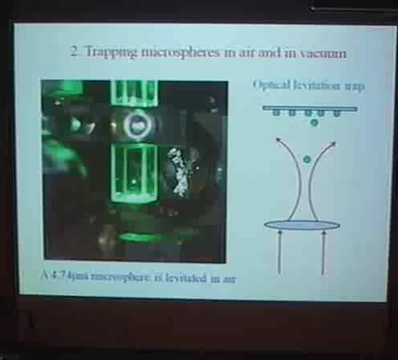 2. Trapping microspheres in air and in vacuum
Optical levitation trap
A 4.74μm microsphere is levitated in air